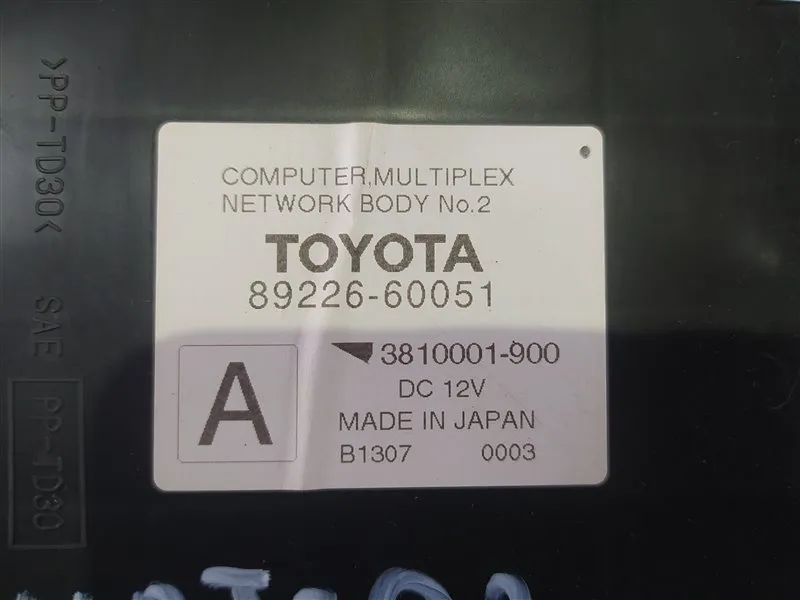 >PP-TD30<
SAE
PP-TD30
COMPUTER,MULTIPLEX
NETWORK BODY No.2
TOYOTA
89226-60051
A
3810001-900
DC 12V
MADE IN JAPAN
B1307 0003